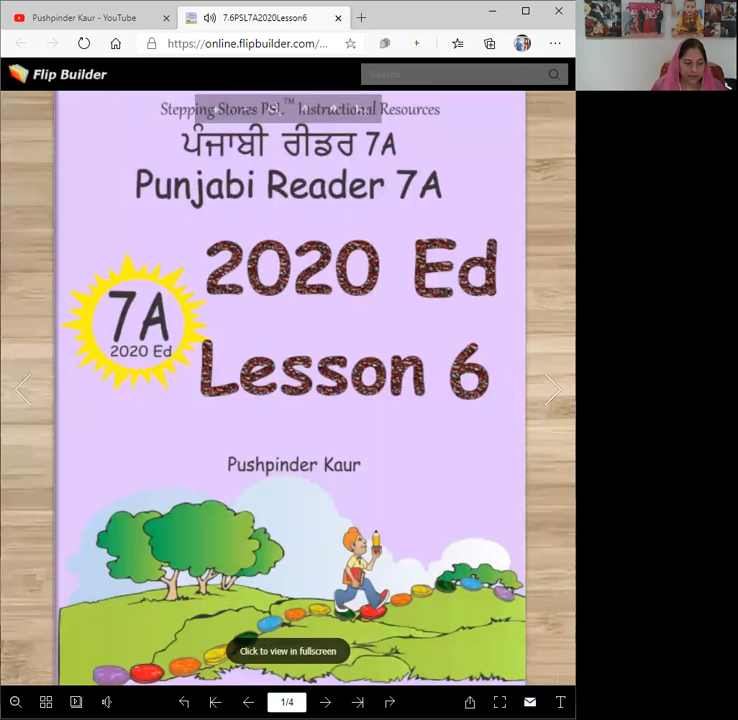 Pushpinder Kaur - YouTube
7.6PSL7A2020Lesson6
https://online.flipbuilder.com/...
Flip Builder
Search
Stepping Stones PSL™ Instructional Resources
ਪੰਜਾਬੀ ਰੀਡਰ 7A
Punjabi Reader 7A
2020 Ed
7A
2020 Ed
Lesson 6
Pushpinder Kaur
Click to view in fullscreen
1/4